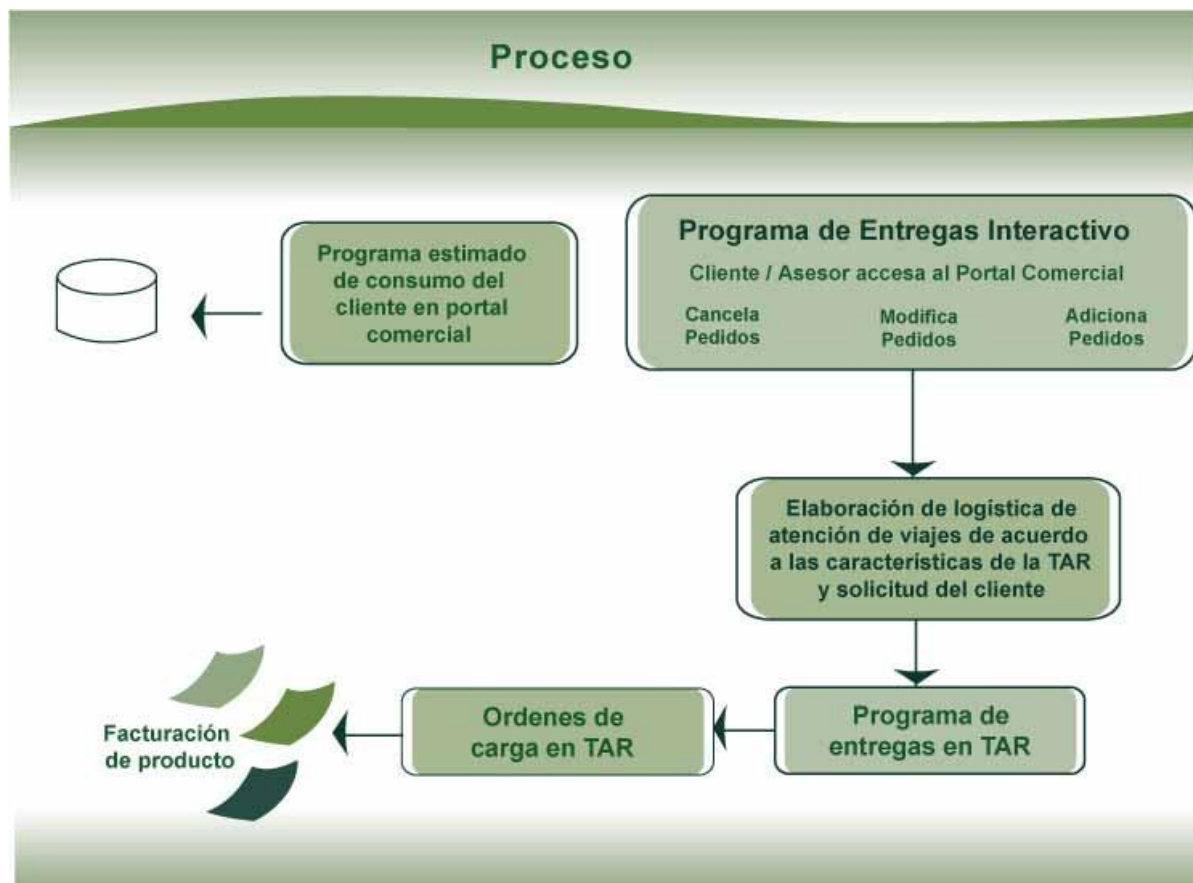 Proceso
Programa estimado
de consumo del
cliente en portal
comercial
Programa de Entregas Interactivo
Cliente / Asesor accesa al Portal Comercial
Cancela
Pedidos
Modifica
Pedidos
Adiciona
Pedidos
Elaboración de logística de
atención de viajes de acuerdo
a las características de la TAR
y solicitud del cliente
Programa de
entregas en TAR
Ordenes de
carga en TAR
Facturación
de producto